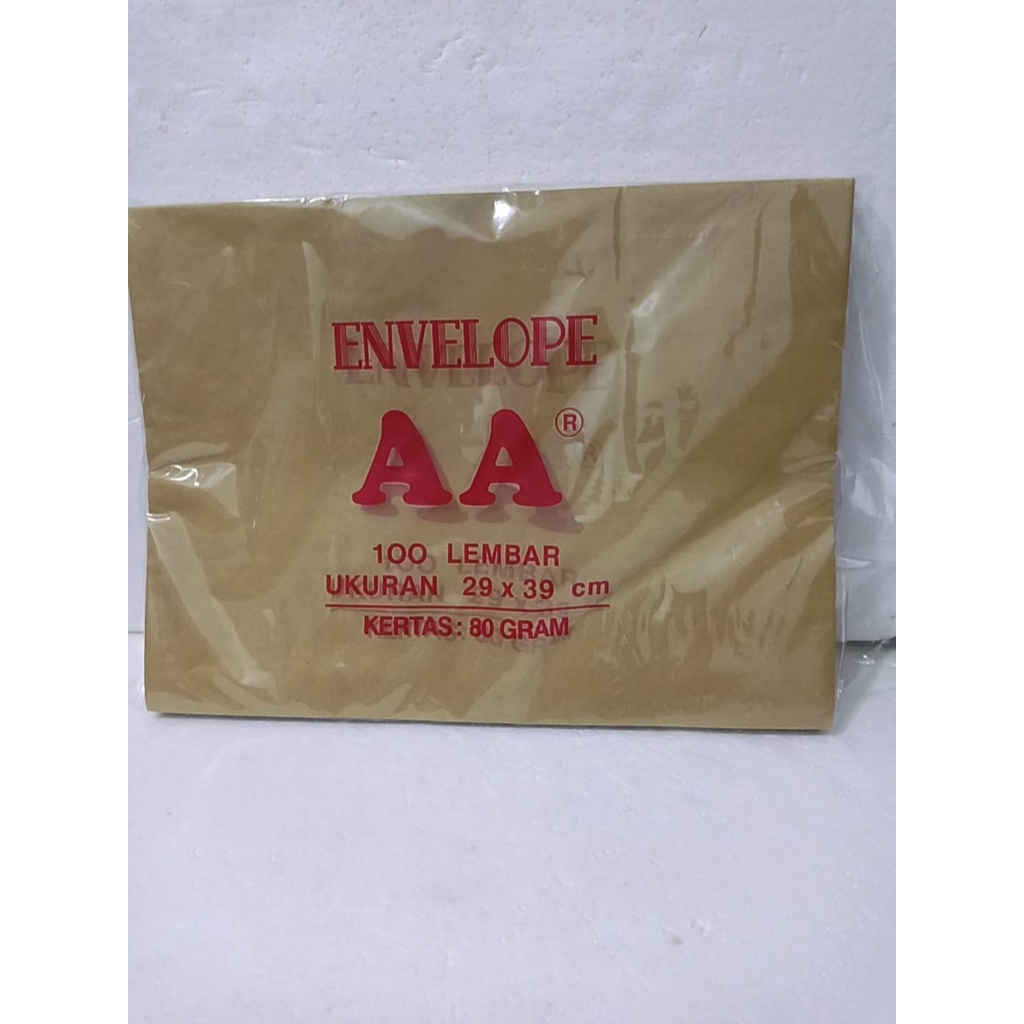 ENVELOPE
AA®
100 LEMBAR
UKURAN 29 x 39 cm
KERTAS: 80 GRAM